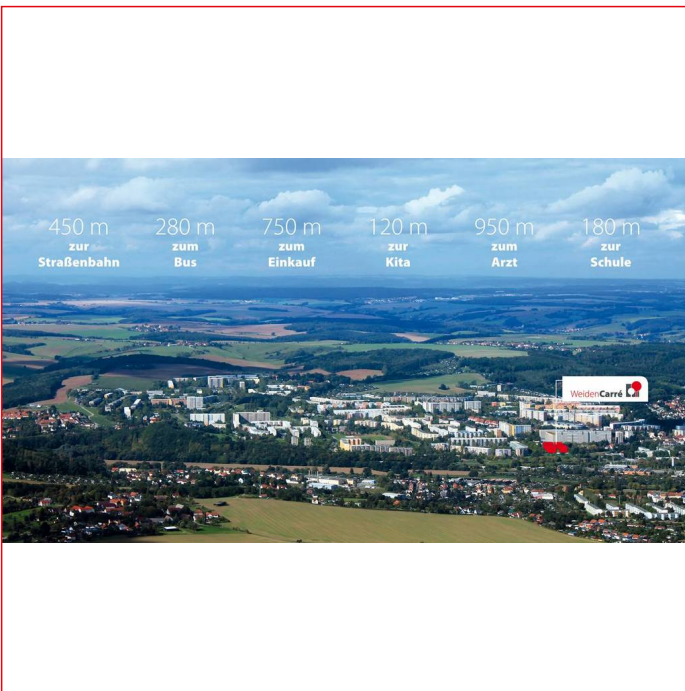 450 m
zur
Straßenbahn
280 m
zum
Bus
750 m
zum
Einkauf
120 m
zur
Kita
950 m
zum
Arzt
180 m
zur
Schule
WeidenCarré